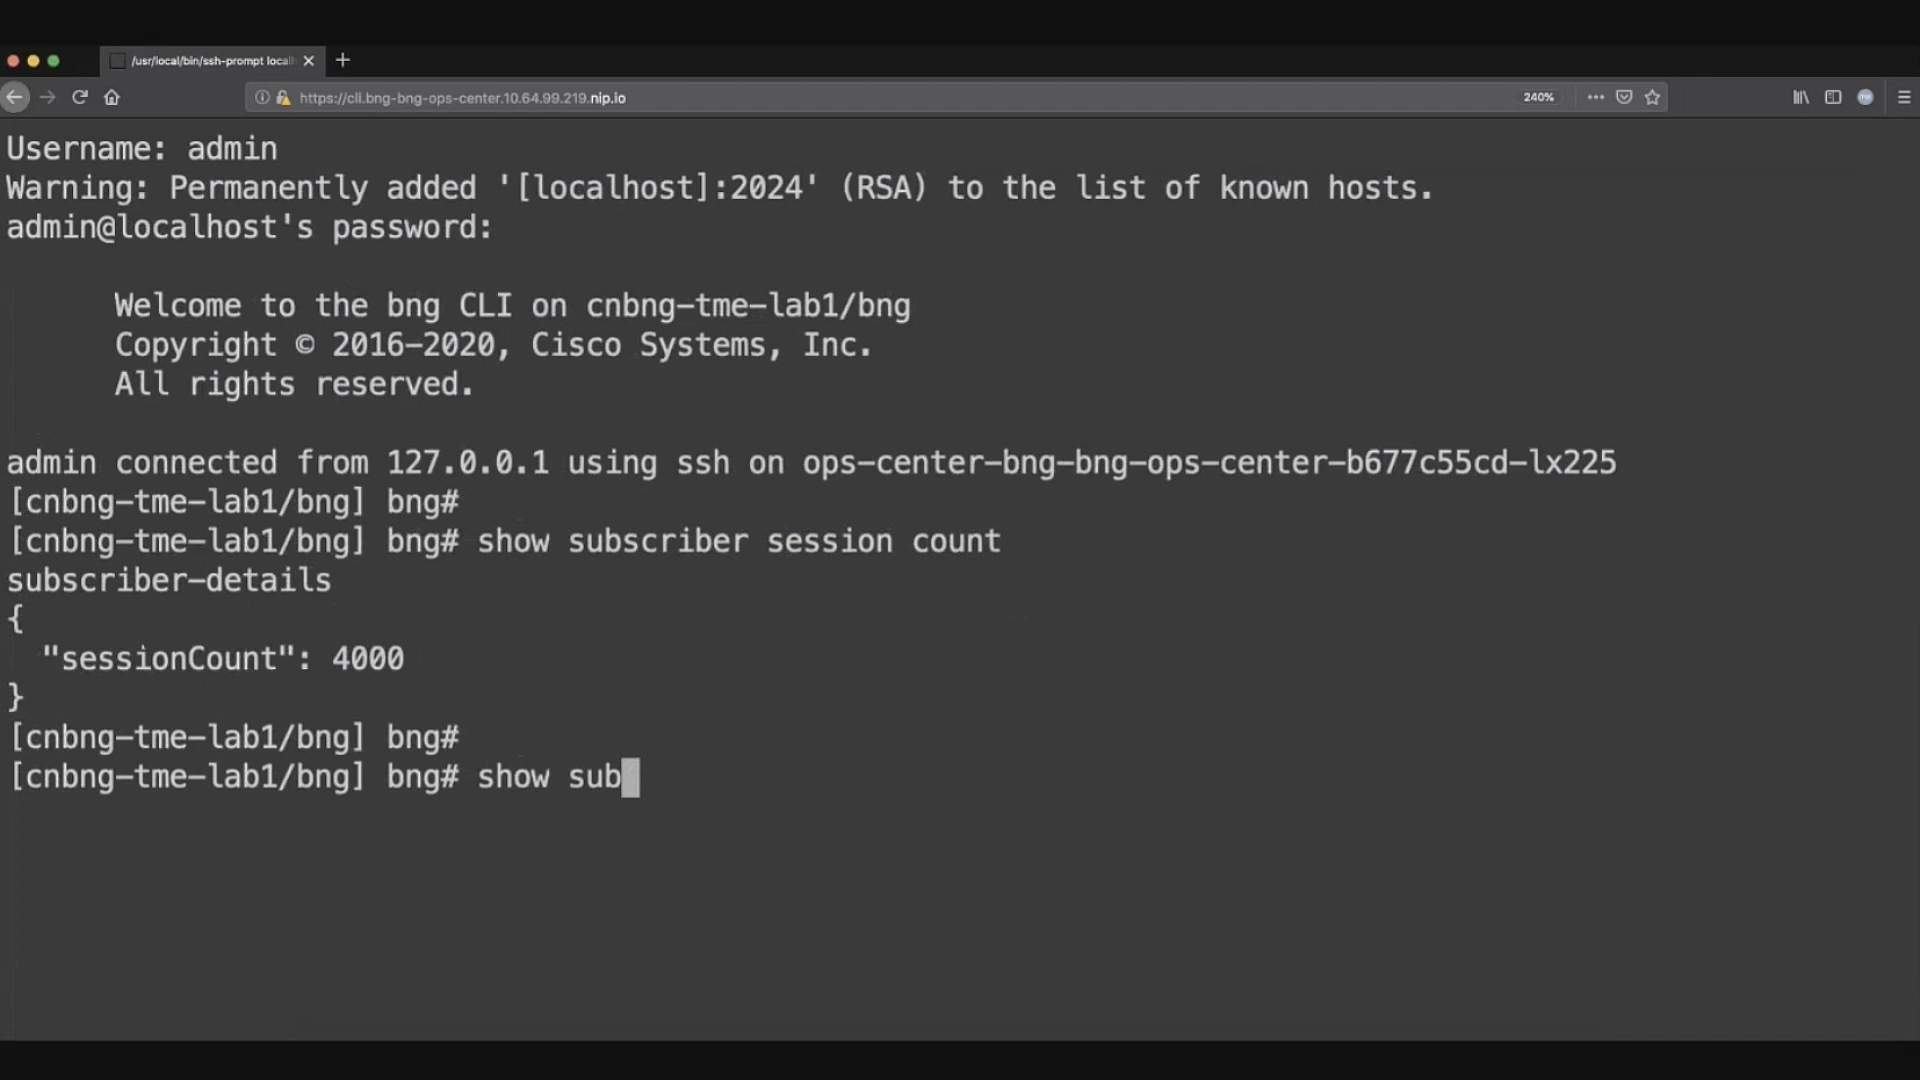 /usr/local/bin/ssh-prompt local
https://cli.bng-bng-ops-center.10.64.99.219.nip.io
240%
Username: admin
Warning: Permanently added '[localhost]:2024' (RSA) to the list of known hosts.
admin@localhost's password:
Welcome to the bng CLI on cnbng-tme-lab1/bng
Copyright © 2016-2020, Cisco Systems, Inc.
All rights reserved.
admin connected from 127.0.0.1 using ssh on ops-center-bng-bng-ops-center-b677c55cd-lx225
[cnbng-tme-lab1/bng] bng#
[cnbng-tme-lab1/bng] bng# show subscriber session count
subscriber-details
{
"sessionCount": 4000
}
[cnbng-tme-lab1/bng] bng#
[cnbng-tme-lab1/bng] bng# show sub